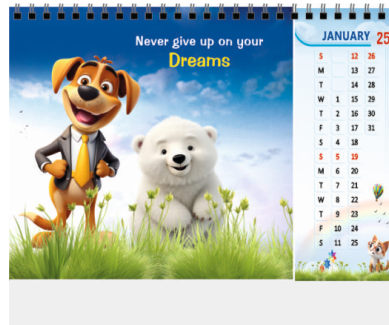 Never give up on your
Dreams
JANUARY 25
S 12 26
M 13 27
T 14 28
W 1 15 29
T 2 16 30
F 3 17 31
S 4 18
S 5 19
M 6 20
T 7 21
W 8 22
T 9 23
F 10 24
S 11 25